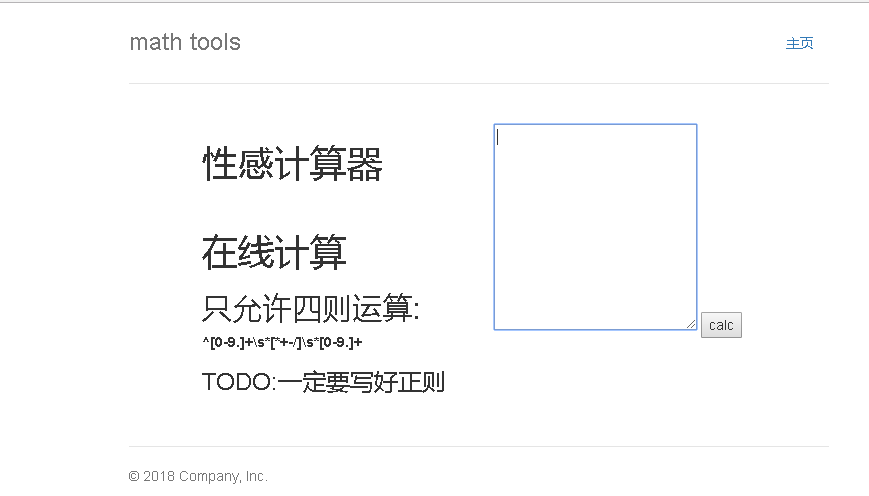 math tools
主页
性感计算器
在线计算
只允许四则运算:
^[0-9.]+\s*[*+-/]\s*[0-9.]+
TODO:一定要写好正则
calc
© 2018 Company, Inc.